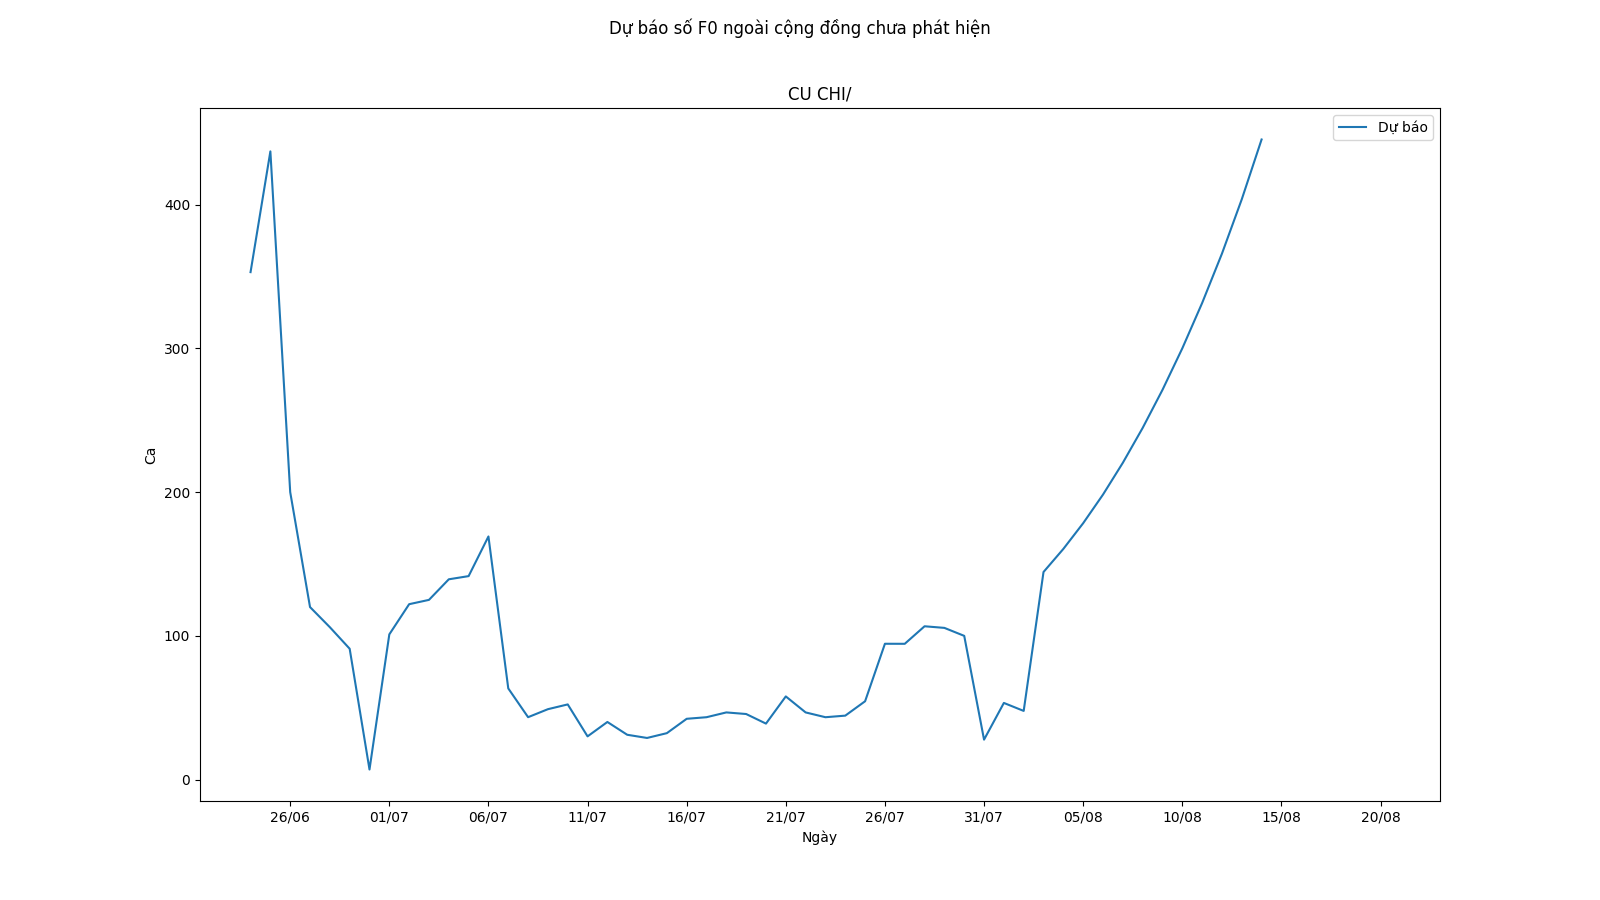 Dự báo số F0 ngoài cộng đồng chưa phát hiện
CU CHI/
Dự báo
Ca
400
300
200
100
0
26/06 01/07 06/07 11/07 16/07 21/07 26/07 31/07 05/08 10/08 15/08 20/08
Ngày